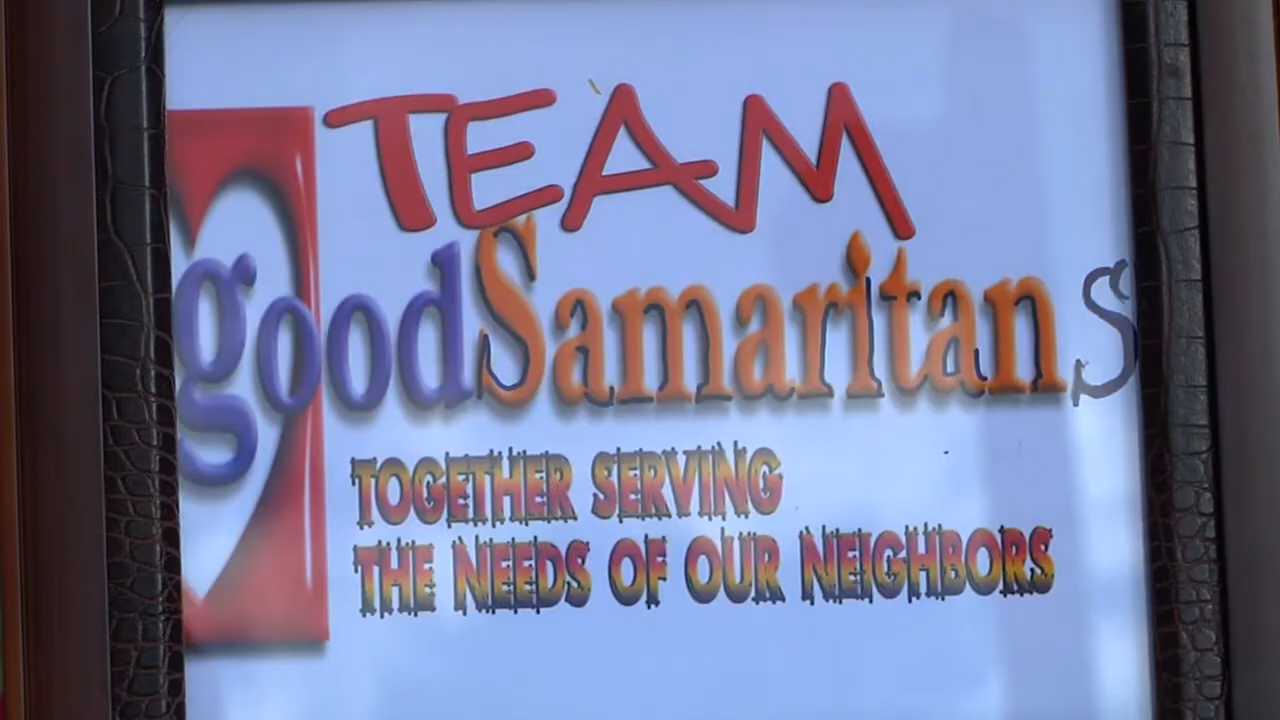 TEAM
goodSamaritanS
TOGETHER SERVING
THE NEEDS OF OUR NEIGHBORS